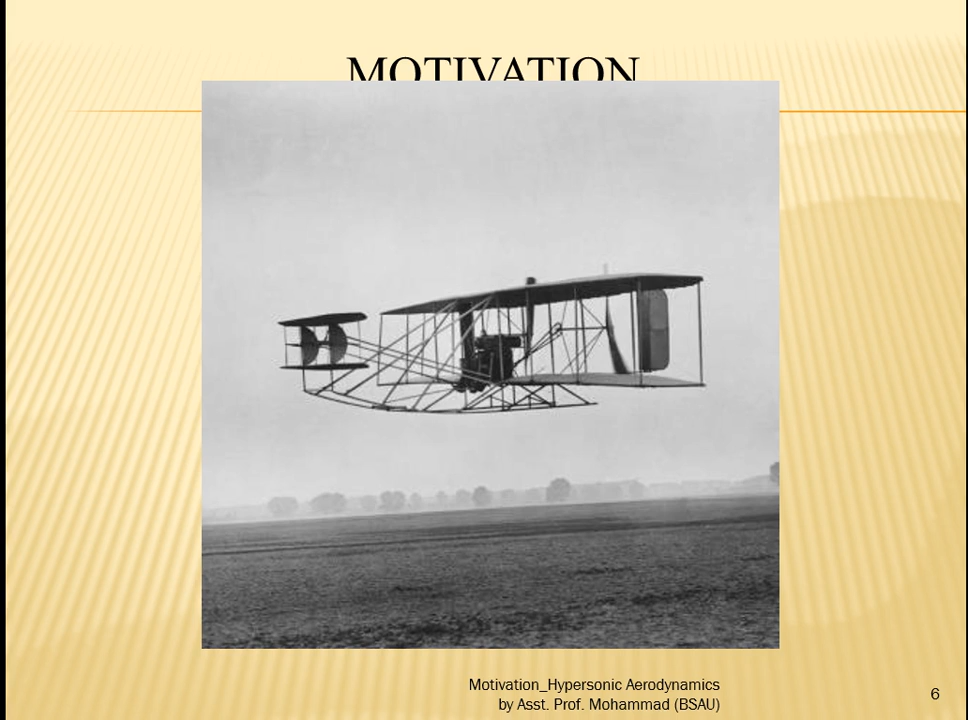 MOTIVATION
Motivation_Hypersonic Aerodynamics
by Asst. Prof. Mohammad (BSAU)
6